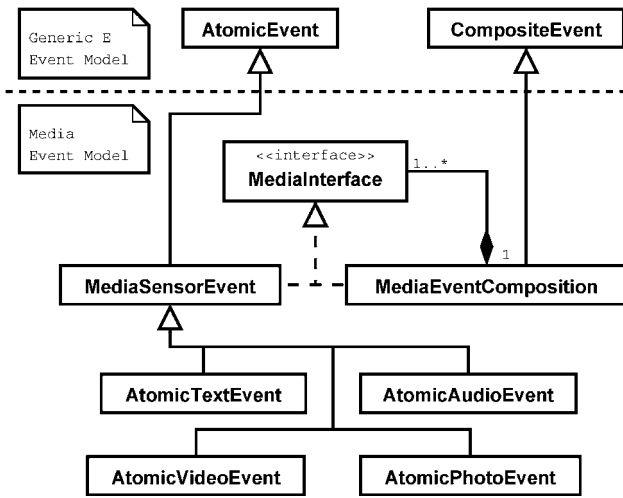 Generic E
Event Model
AtomicEvent
CompositeEvent
Media
Event Model
<<interface>>
MediaInterface
1..*
1
MediaSensorEvent
MediaEventComposition
AtomicTextEvent
AtomicAudioEvent
AtomicVideoEvent
AtomicPhotoEvent